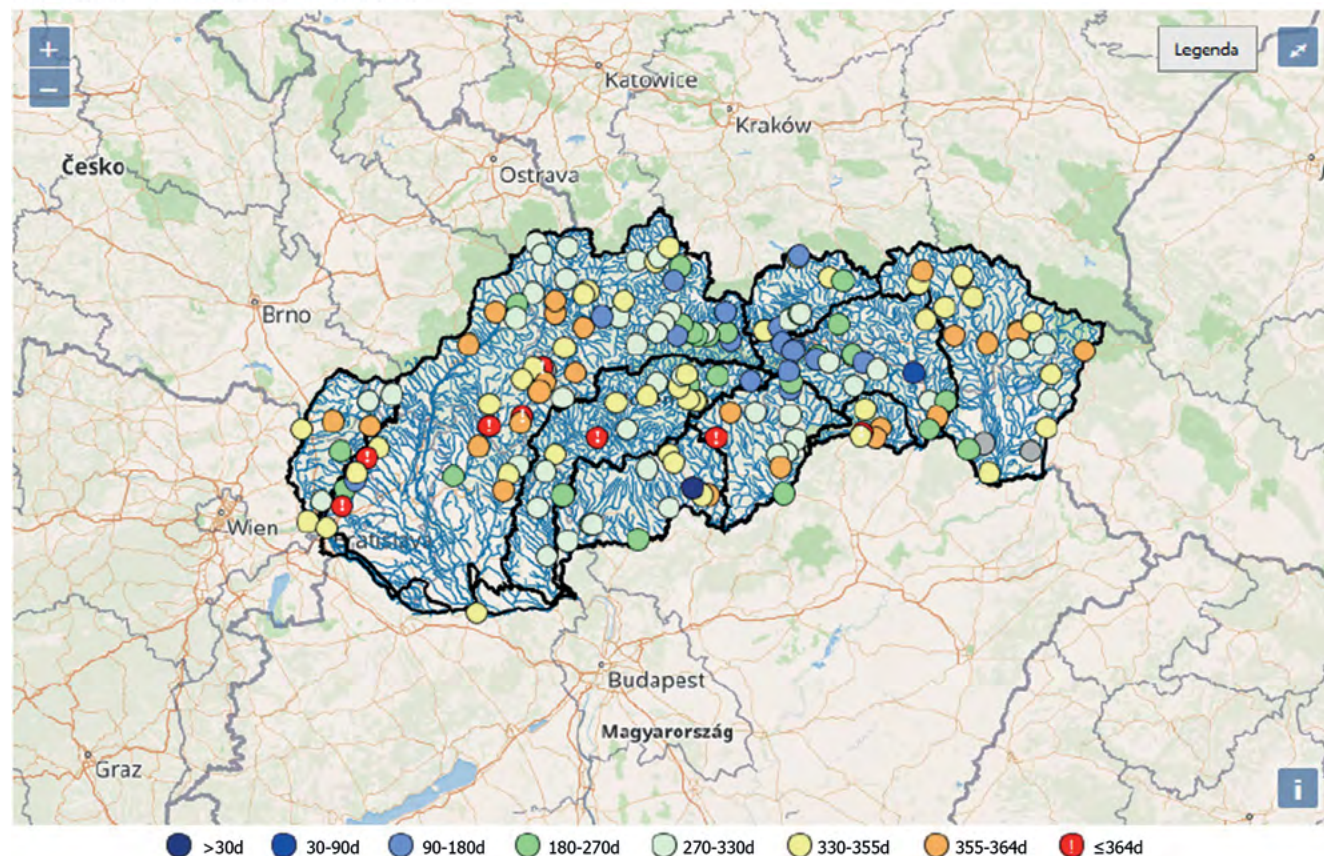 +
−
Legenda
Katowice
Kraków
Česko
Ostrava
Brno
Wien
Bratislava
Budapest
Magyarország
Graz
i
>30d
30-90d
90-180d
180-270d
270-330d
330-355d
355-364d
! ≤364d